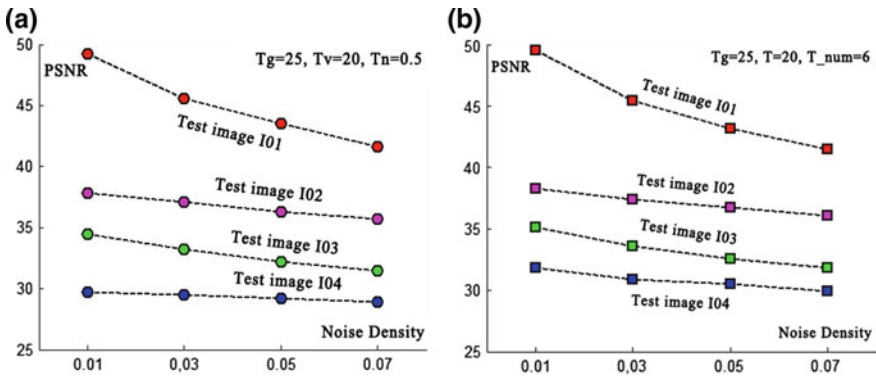 (a)
50
45
40
35
30
25
PSNR
Tg=25, Tv=20, Tn=0.5
Test image I01
Test image I02
Test image I03
Test image I04
Noise Density
0.01
0,03
0.05
0.07
(b)
50
45
40
35
30
25
PSNR
Tg=25, T=20, T_num=6
Test image I01
Test image I02
Test image I03
Test image I04
Noise Density
0.01
0,03
0.05
0.07